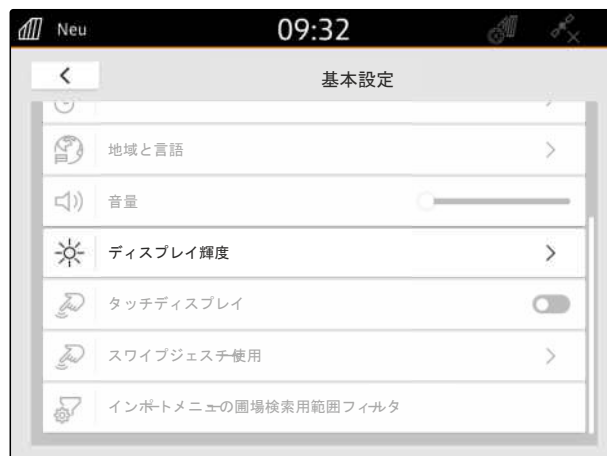 Neu 09:32
基本設定
地域と言語
音量
ディスプレイ輝度
タッチディスプレイ
スワイプジェスチャ使用
インポートメニューの圃場検索用範囲フィルタ